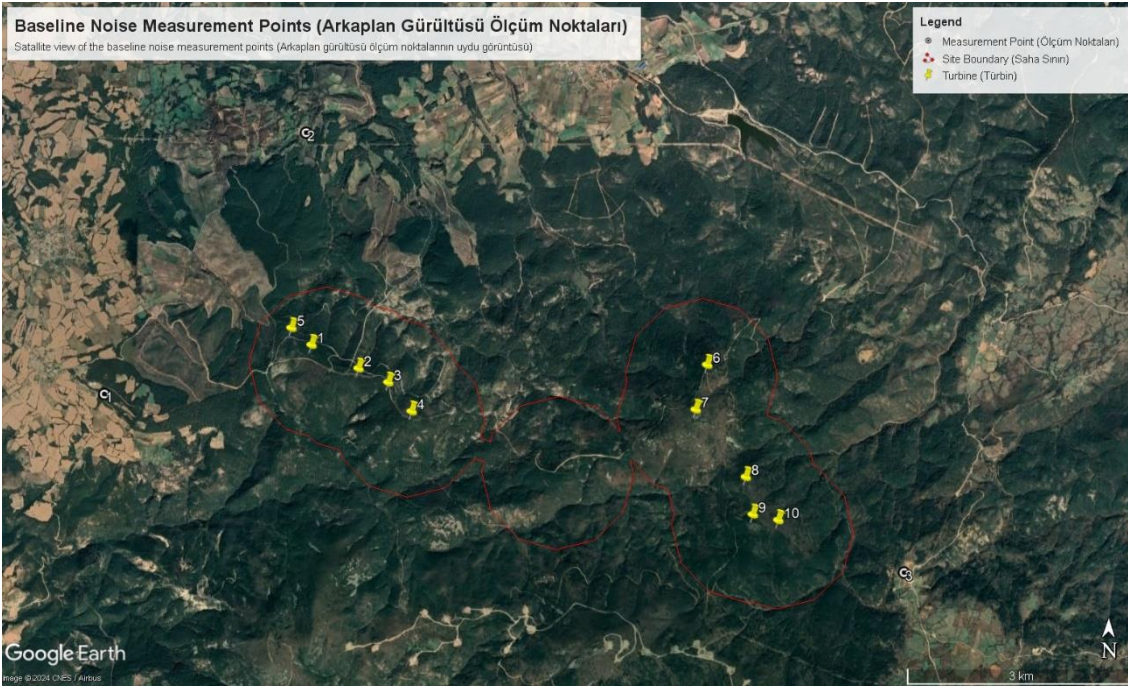 Baseline Noise Measurement Points (Arkaplan Gürültüsü Ölçüm Noktaları)
Satallite view of the baseline noise measurement points (Arkaplan gürültüsü ölçüm noktalarının uydu görüntüsü)
Legend
Measurement Point (Ölçüm Noktaları)
Site Boundary (Saha Sınırı)
Turbine (Türbin)
C2
5
1
2
3
4
C1
6
7
8
9
10
C3
Google Earth
Image © 2024 CNES / Airbus
N
3 km